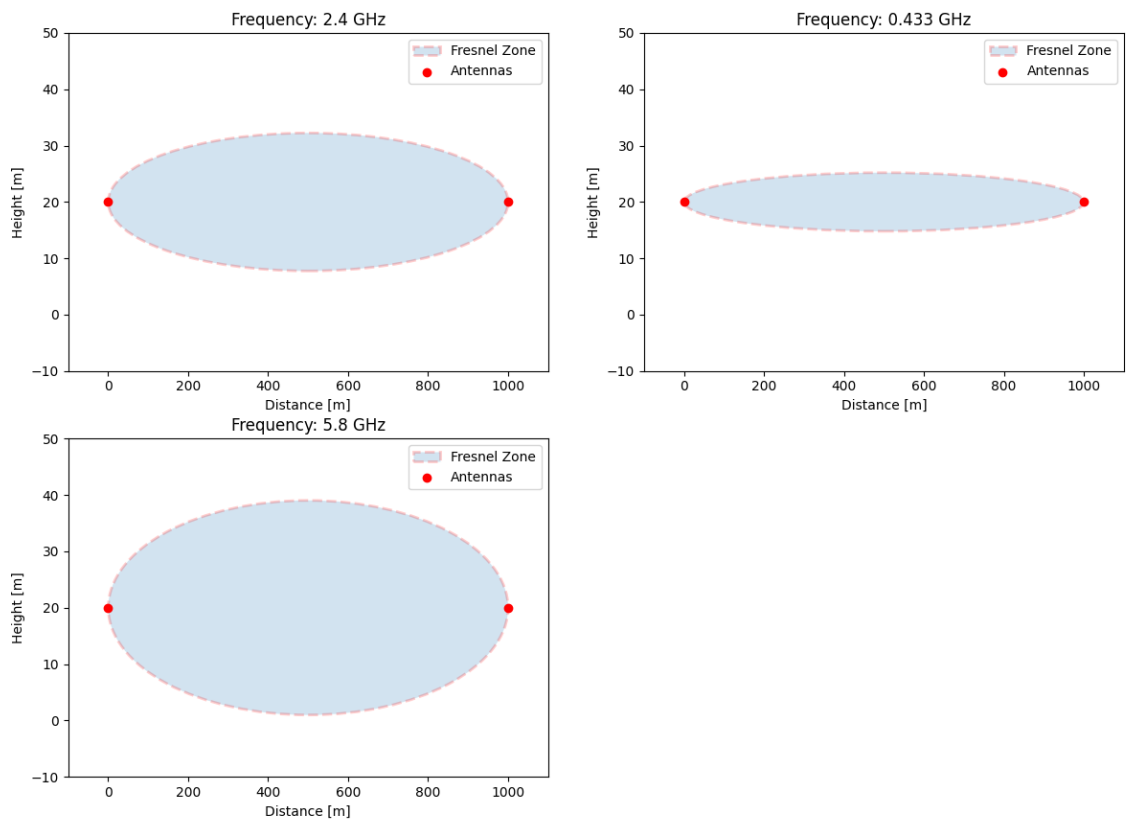 Frequency: 2.4 GHz
50
40
30
20
10
0
−10
Height [m]
Fresnel Zone
Antennas
0 200 400 600 800 1000
Distance [m]
Frequency: 0.433 GHz
50
40
30
20
10
0
−10
Height [m]
Fresnel Zone
Antennas
0 200 400 600 800 1000
Distance [m]
Frequency: 5.8 GHz
50
40
30
20
10
0
−10
Height [m]
Fresnel Zone
Antennas
0 200 400 600 800 1000
Distance [m]